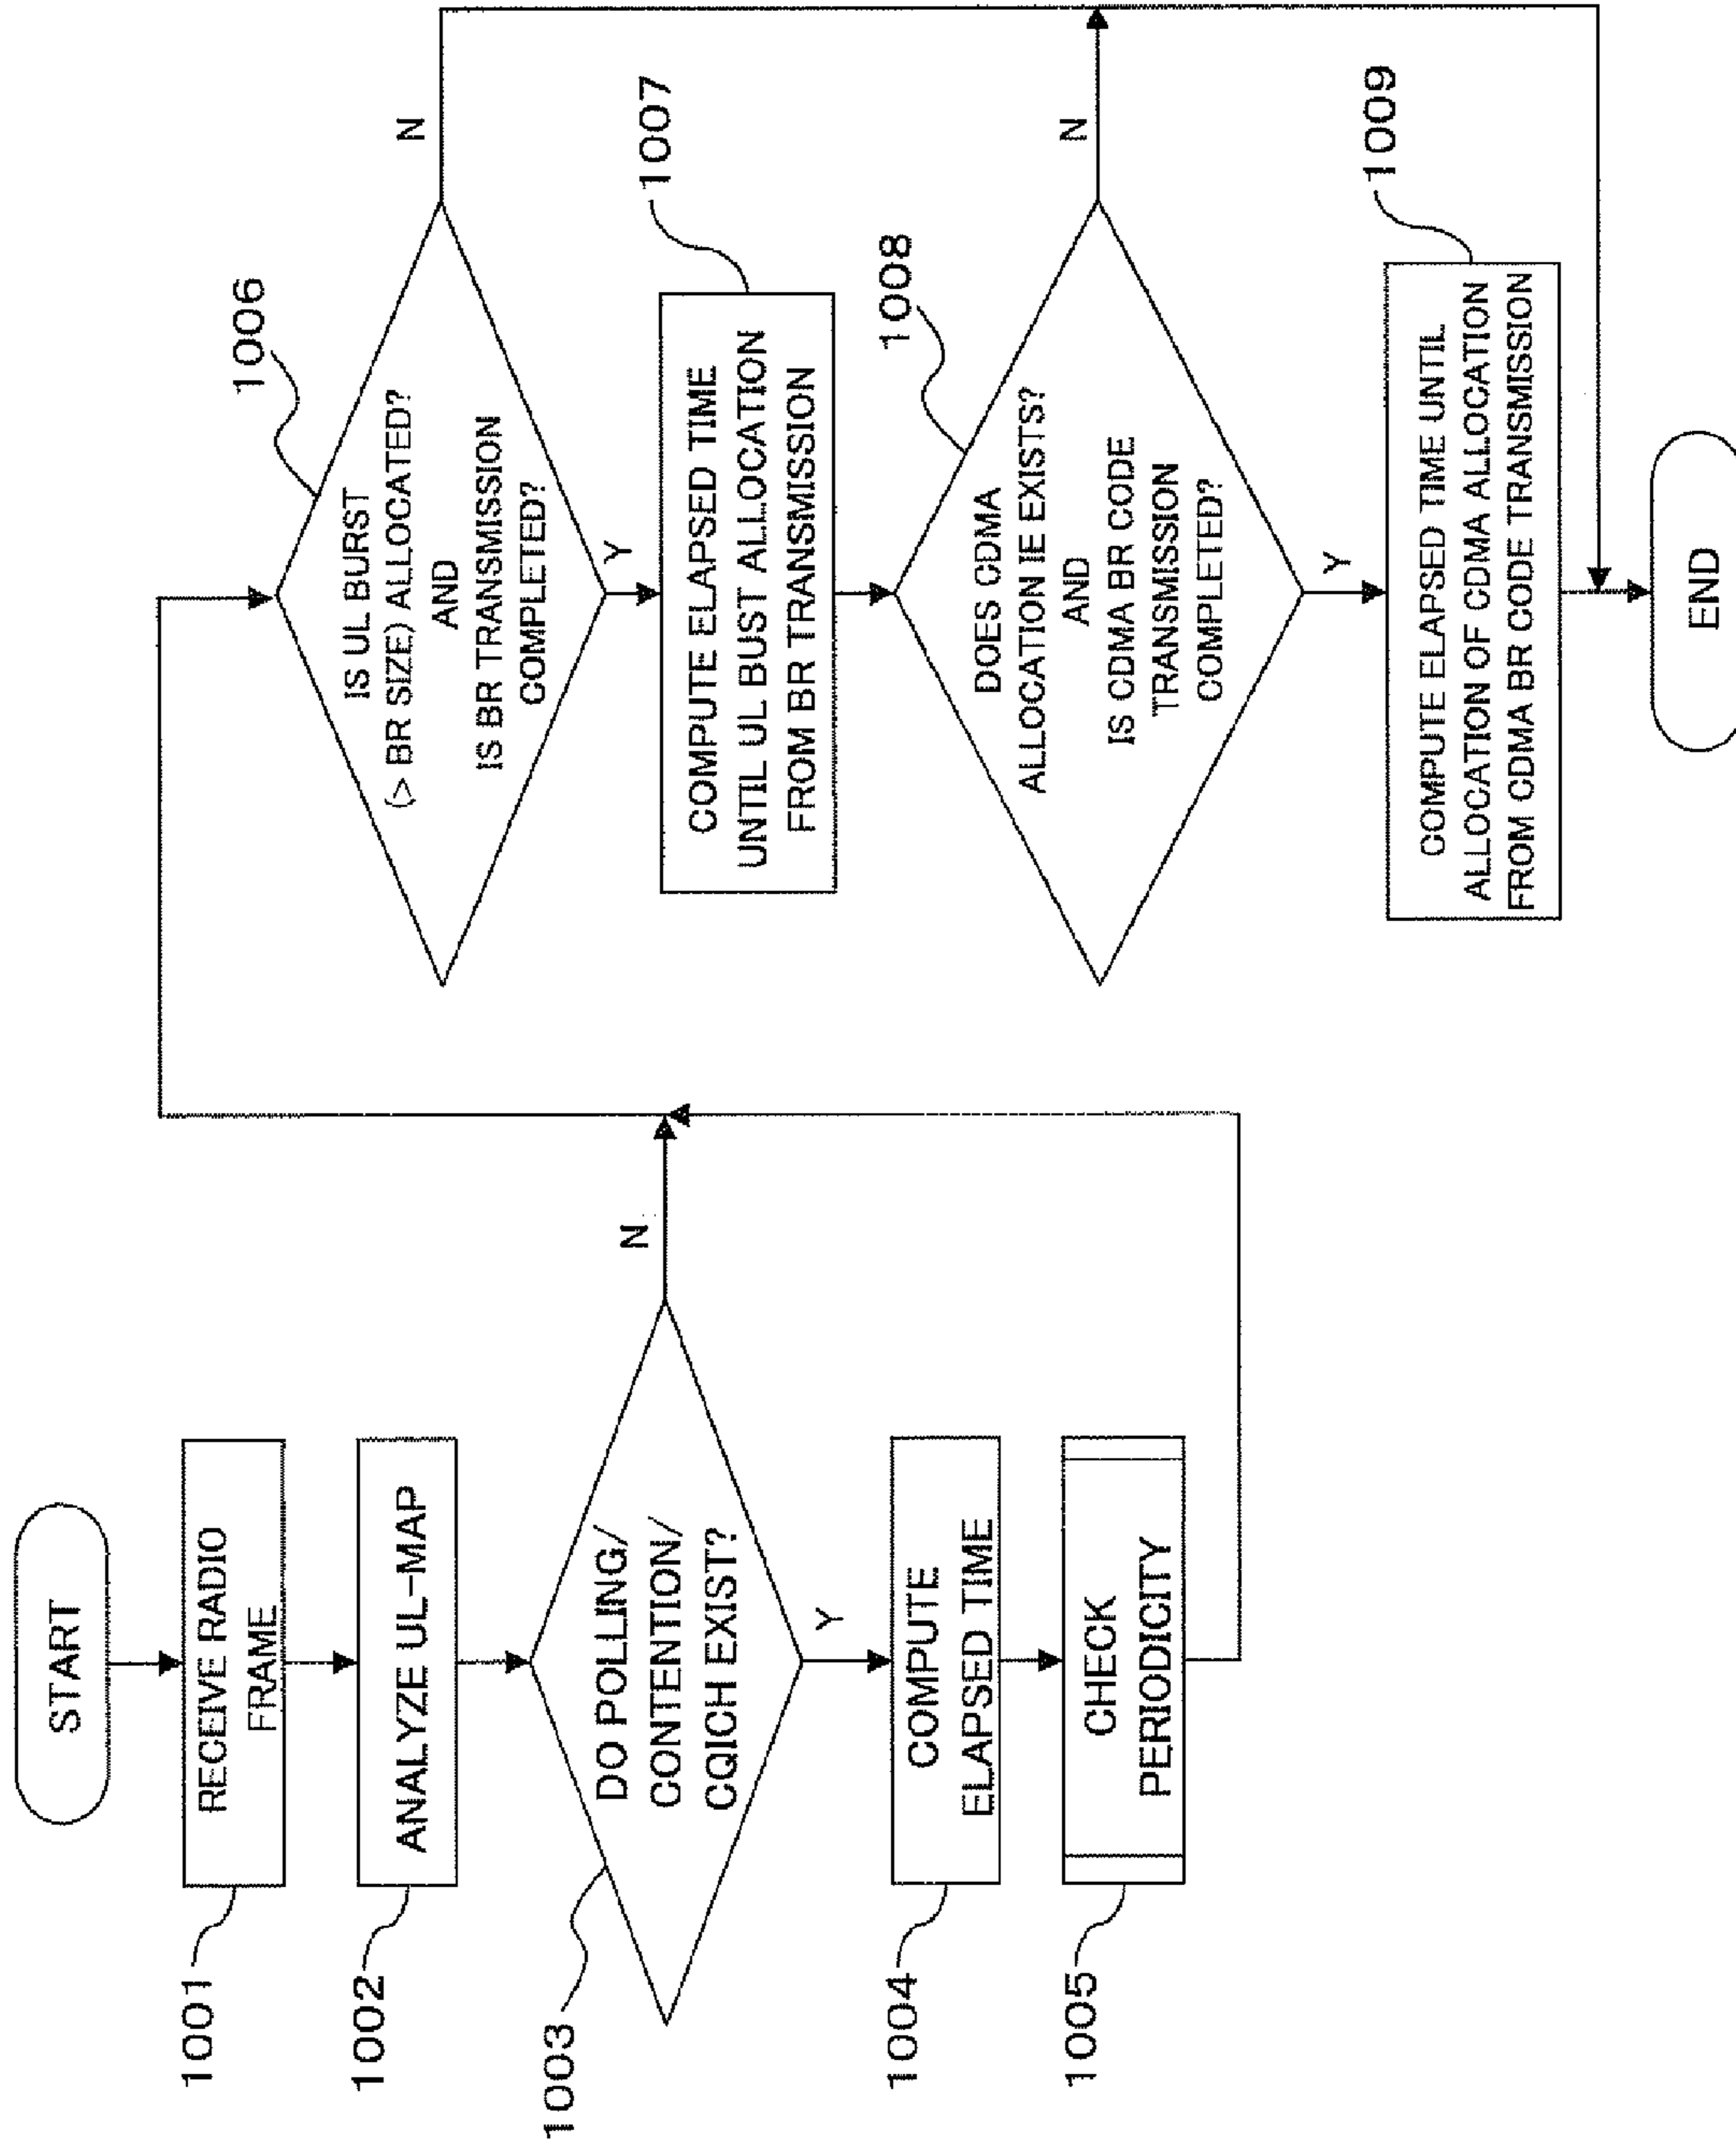 START
1001
RECEIVE RADIO
FRAME
1002
ANALYZE UL-MAP
1003
DO POLLING/
CONTENTION/
CQICH EXIST?
N
Y
1004
COMPUTE
ELAPSED TIME
1005
CHECK
PERIODICITY
1006
IS UL BURST
(> BR SIZE) ALLOCATED?
AND
IS BR TRANSMISSION
COMPLETED?
N
Y
1007
COMPUTE ELAPSED TIME
UNTIL UL BUST ALLOCATION
FROM BR TRANSMISSION
1008
DOES CDMA
ALLOCATION IE EXISTS?
AND
IS CDMA BR CODE
TRANSMISSION
COMPLETED?
N
Y
1009
COMPUTE ELAPSED TIME UNTIL
ALLOCATION OF CDMA ALLOCATION
FROM CDMA BR CODE TRANSMISSION
END